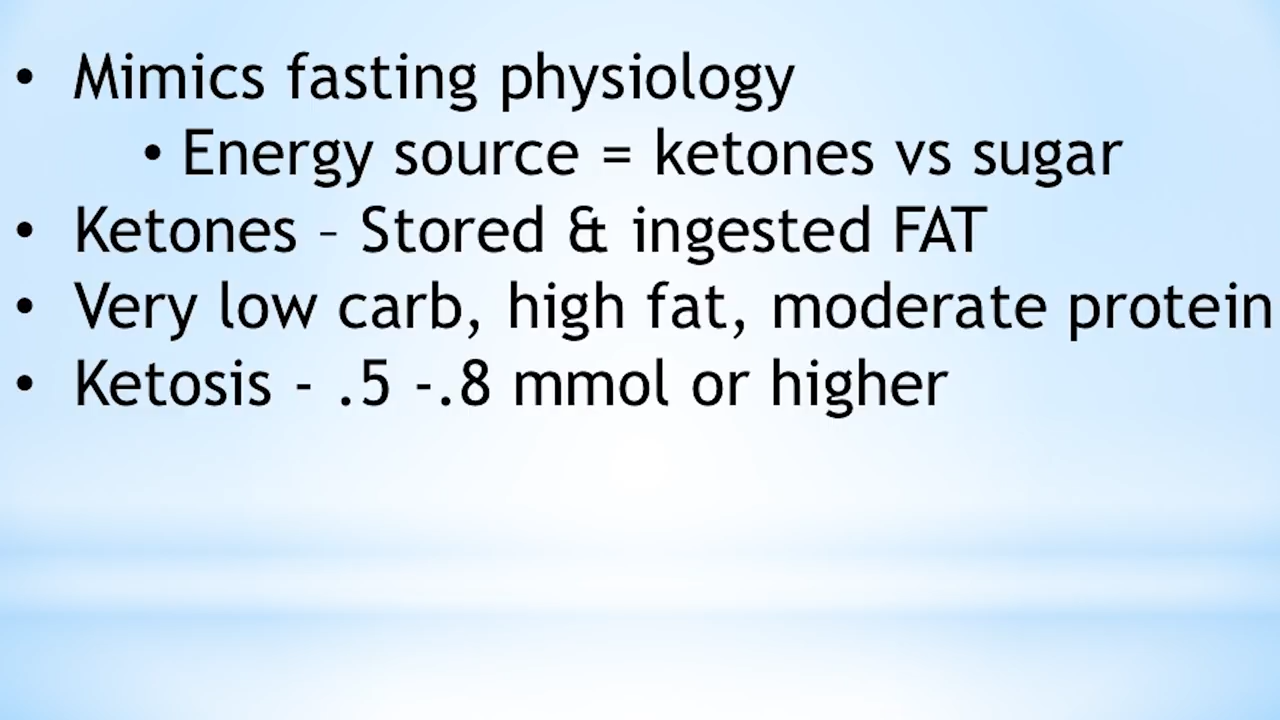 • Mimics fasting physiology
• Energy source = ketones vs sugar
• Ketones – Stored & ingested FAT
• Very low carb, high fat, moderate protein
• Ketosis - .5 -.8 mmol or higher